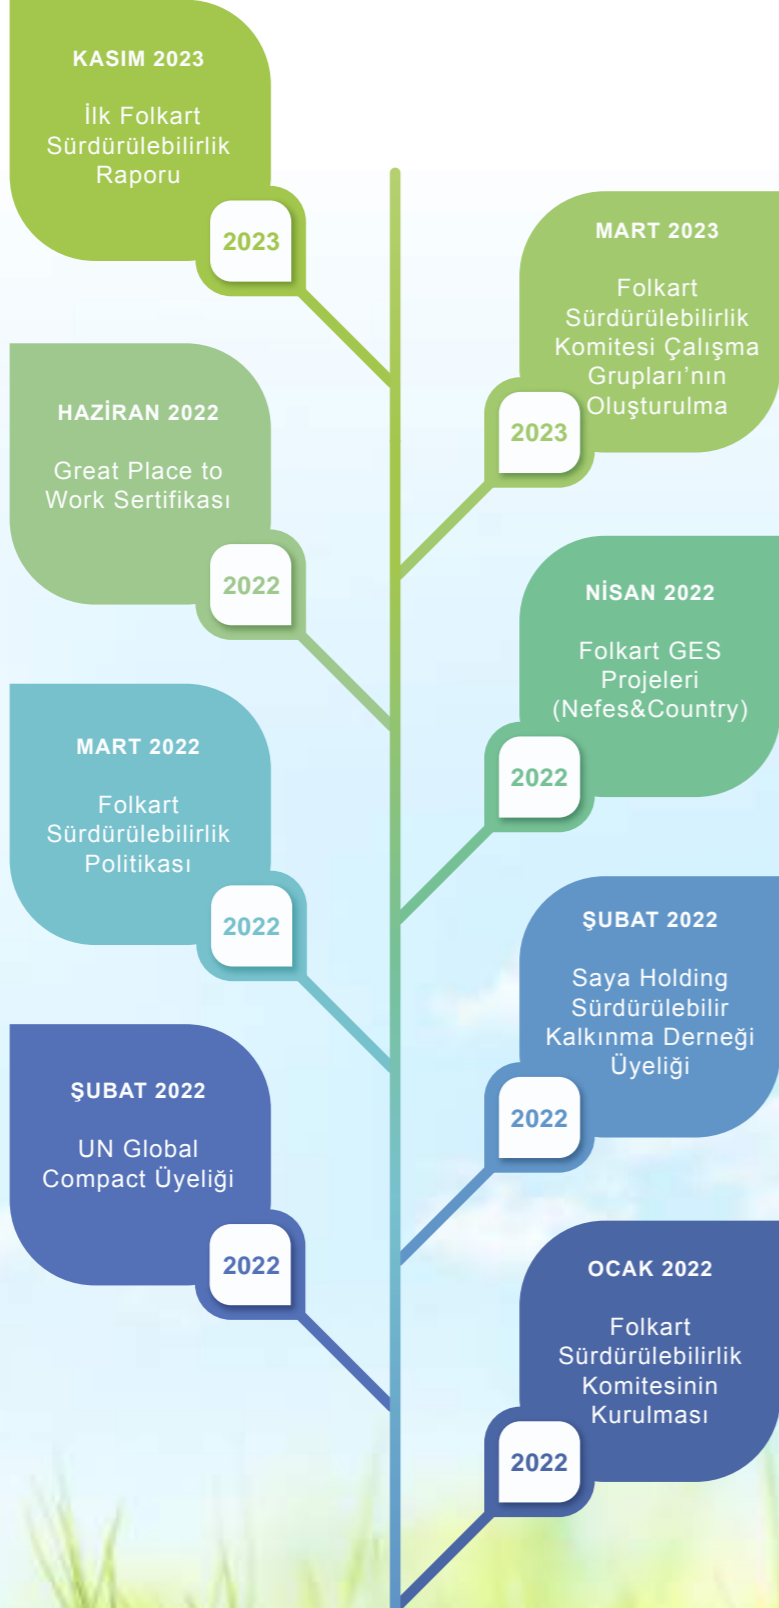 KASIM 2023
İlk Folkart
Sürdürülebilirlik
Raporu
2023
MART 2023
Folkart
Sürdürülebilirlik
Komitesi Çalışma
Grupları’nın
Oluşturulma
2023
HAZİRAN 2022
Great Place to
Work Sertifikası
2022
NİSAN 2022
Folkart GES
Projeleri
(Nefes&Country)
2022
MART 2022
Folkart
Sürdürülebilirlik
Politikası
2022
ŞUBAT 2022
Saya Holding
Sürdürülebilir
Kalkınma Derneği
Üyeliği
2022
ŞUBAT 2022
UN Global
Compact Üyeliği
2022
OCAK 2022
Folkart
Sürdürülebilirlik
Komitesinin
Kurulması
2022